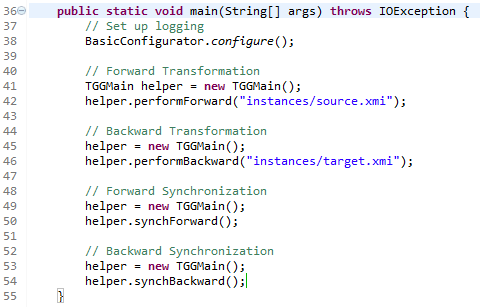 36 public static void main(String[] args) throws IOException {
37 // Set up logging
38 BasicConfigurator.configure();
39
40 // Forward Transformation
41 TGGMain helper = new TGGMain();
42 helper.performForward("instances/source.xmi");
43
44 // Backward Transformation
45 helper = new TGGMain();
46 helper.performBackward("instances/target.xmi");
47
48 // Forward Synchronization
49 helper = new TGGMain();
50 helper.synchForward();
51
52 // Backward Synchronization
53 helper = new TGGMain();
54 helper.synchBackward();
55 }